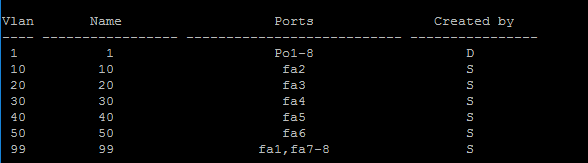 Vlan       Name                   Ports               Created by
---- ----------------- --------------------------- ----------------
 1           1                    Po1-8                   D
 10         10                     fa2                    S
 20         20                     fa3                    S
 30         30                     fa4                    S
 40         40                     fa5                    S
 50         50                     fa6                    S
 99         99                  fa1,fa7-8                 S